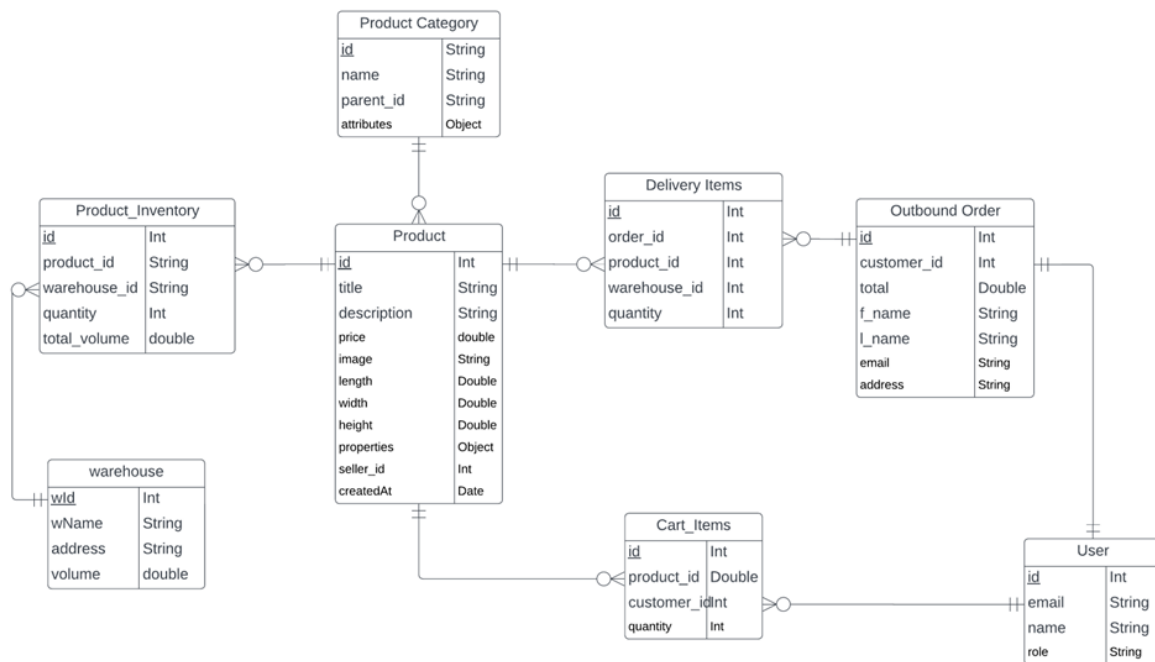 Product Category
id String
name String
parent_id String
attributes Object
Product_Inventory
id Int
product_id String
warehouse_id String
quantity Int
total_volume double
Product
id Int
title String
description String
price double
image String
length Double
width Double
height Double
properties Object
seller_id Int
createdAt Date
Delivery Items
id Int
order_id Int
product_id Int
warehouse_id Int
quantity Int
Outbound Order
id Int
customer_id Int
total Double
f_name String
l_name String
email String
address String
warehouse
wId Int
wName String
address String
volume double
Cart_Items
id Int
product_id Double
customer_id Int
quantity Int
User
id Int
email String
name String
role String